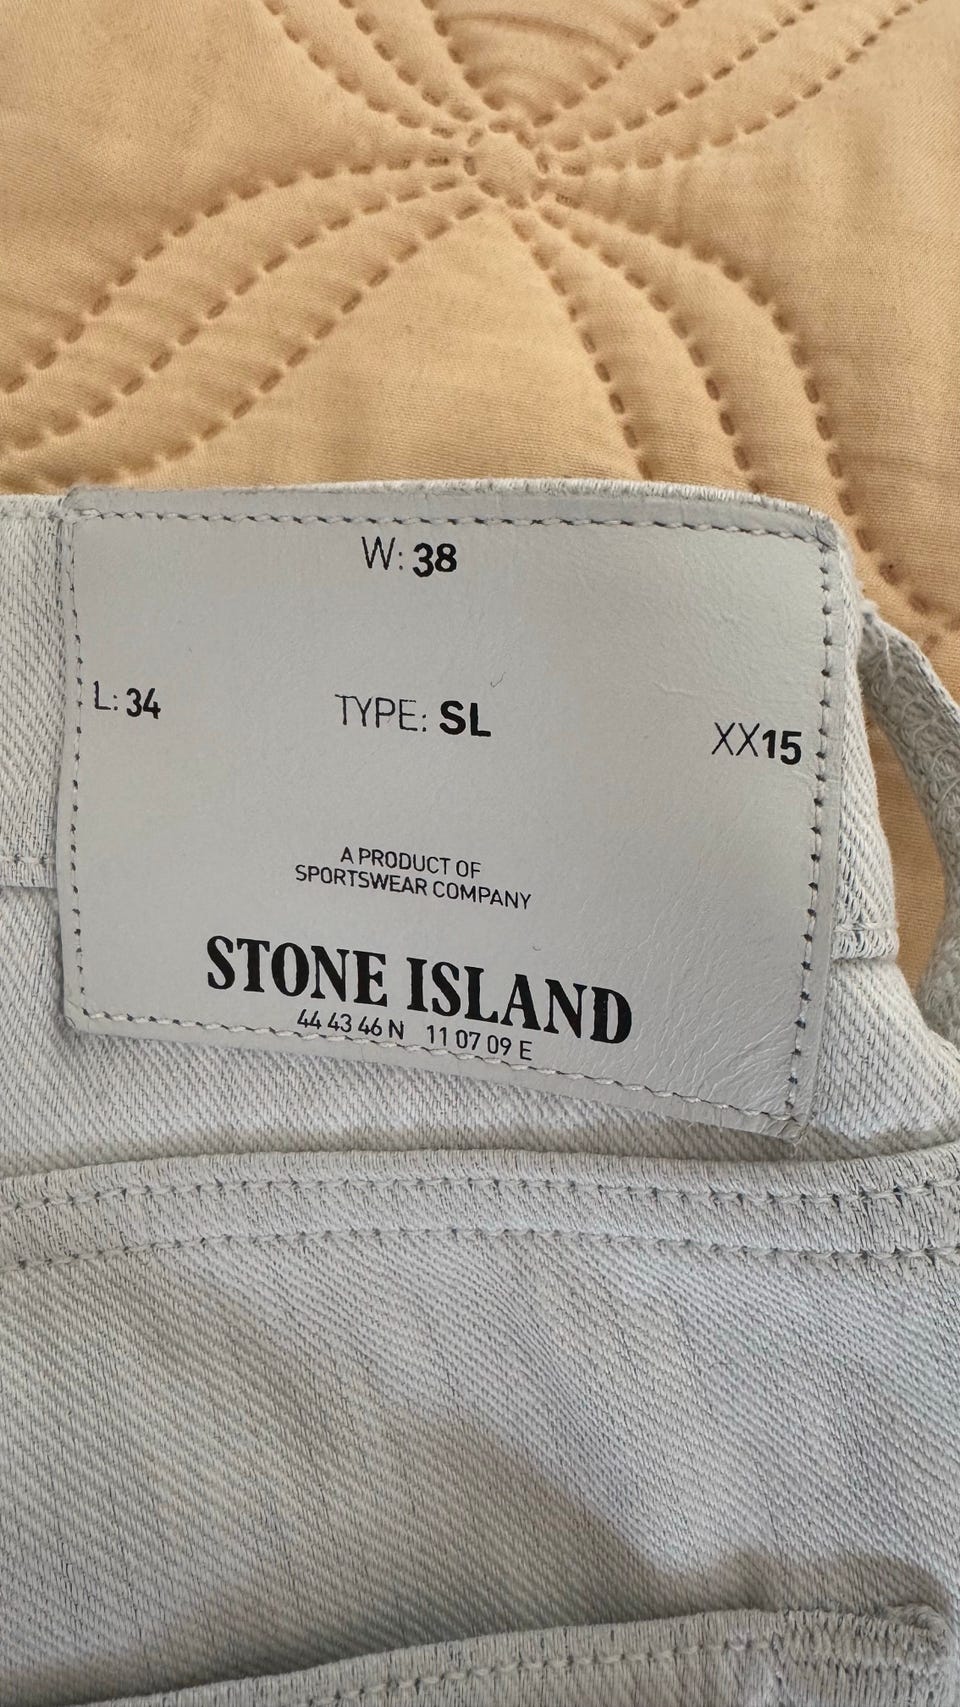 W: 38
L: 34
TYPE: SL
XX15
A PRODUCT OF
SPORTSWEAR COMPANY
STONE ISLAND
44 43 46 N 11 07 09 E